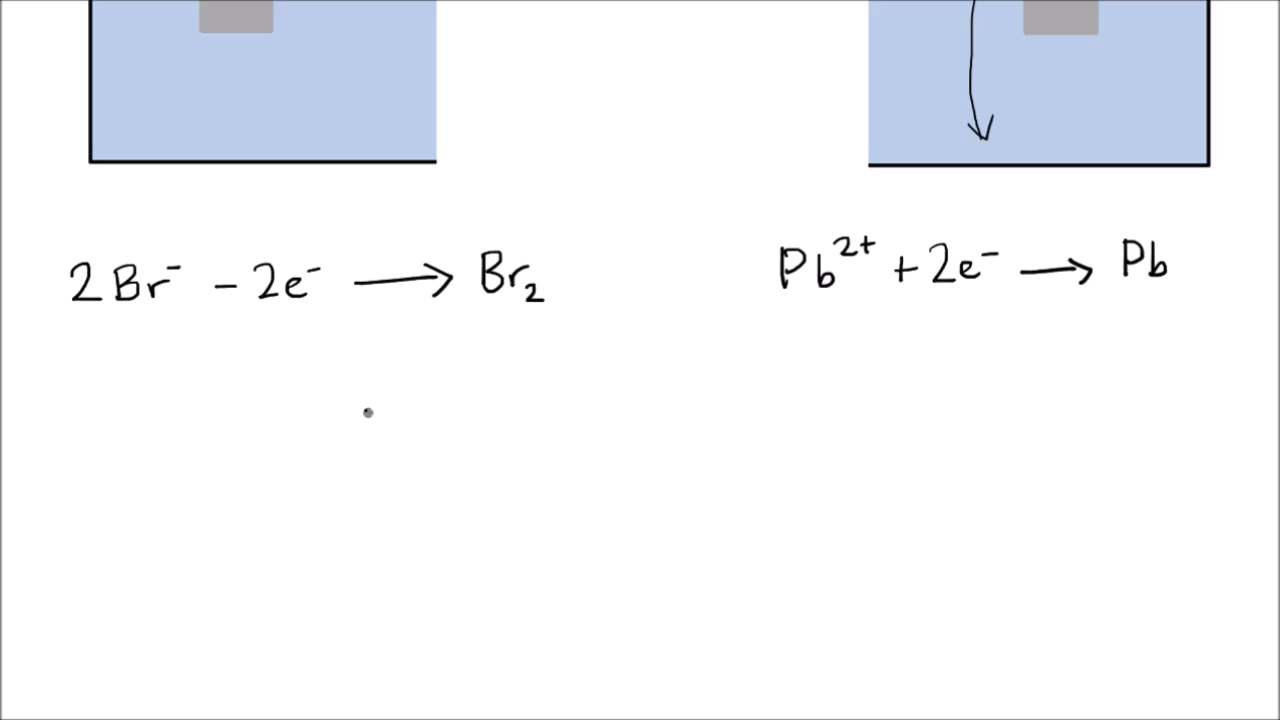 2Br⁻ − 2e⁻ ⟶ Br₂
Pb²⁺ + 2e⁻ ⟶ Pb